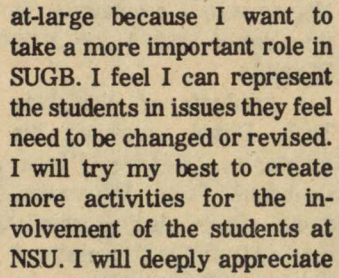 at-large because I want to
take a more important role in
SUGB. I feel I can represent
the students in issues they feel
need to be changed or revised.
I will try my best to create
more activities for the in-
volvement of the students at
NSU. I will deeply appreciate